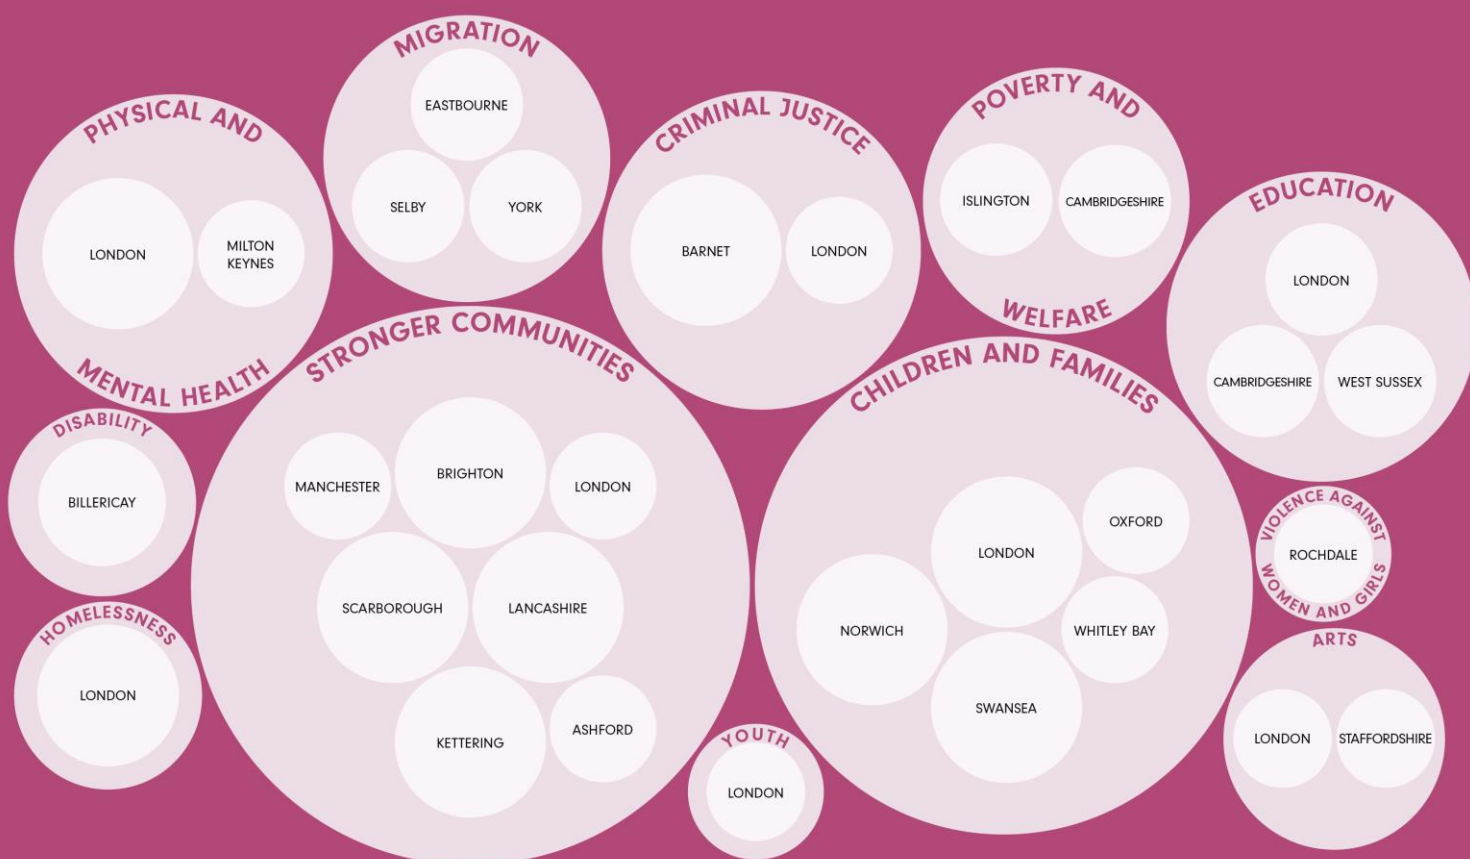 PHYSICAL AND
LONDON
MILTON
KEYNES
MENTAL HEALTH
MIGRATION
EASTBOURNE
SELBY
YORK
CRIMINAL JUSTICE
BARNET
LONDON
POVERTY AND
ISLINGTON
CAMBRIDGESHIRE
WELFARE
EDUCATION
LONDON
CAMBRIDGESHIRE
WEST SUSSEX
DISABILITY
BILLERICAY
HOMELESSNESS
LONDON
STRONGER COMMUNITIES
MANCHESTER
BRIGHTON
LONDON
SCARBOROUGH
LANCASHIRE
KETTERING
ASHFORD
YOUTH
LONDON
CHILDREN AND FAMILIES
OXFORD
LONDON
NORWICH
WHITLEY BAY
SWANSEA
VIOLENCE AGAINST
ROCHDALE
WOMEN AND GIRLS
ARTS
LONDON
STAFFORDSHIRE